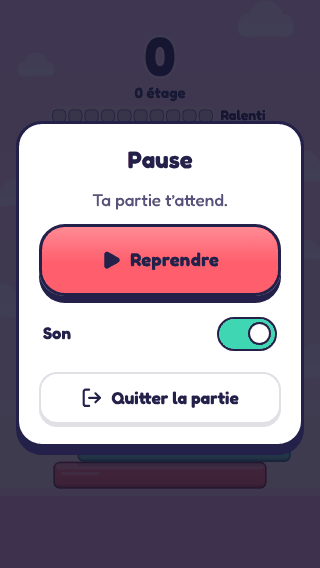 0
0 étage
Ralenti
Pause
Ta partie t'attend.
Reprendre
Son
Quitter la partie